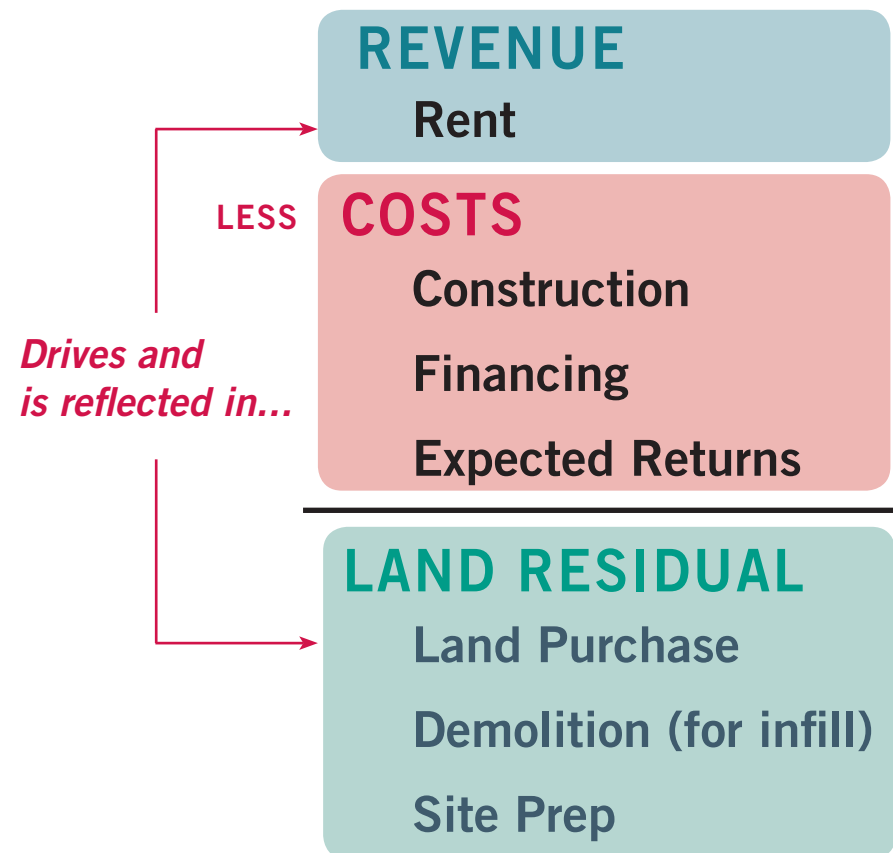 REVENUE
Rent
LESS
COSTS
Construction
Financing
Expected Returns
Drives and
is reflected in...
LAND RESIDUAL
Land Purchase
Demolition (for infill)
Site Prep